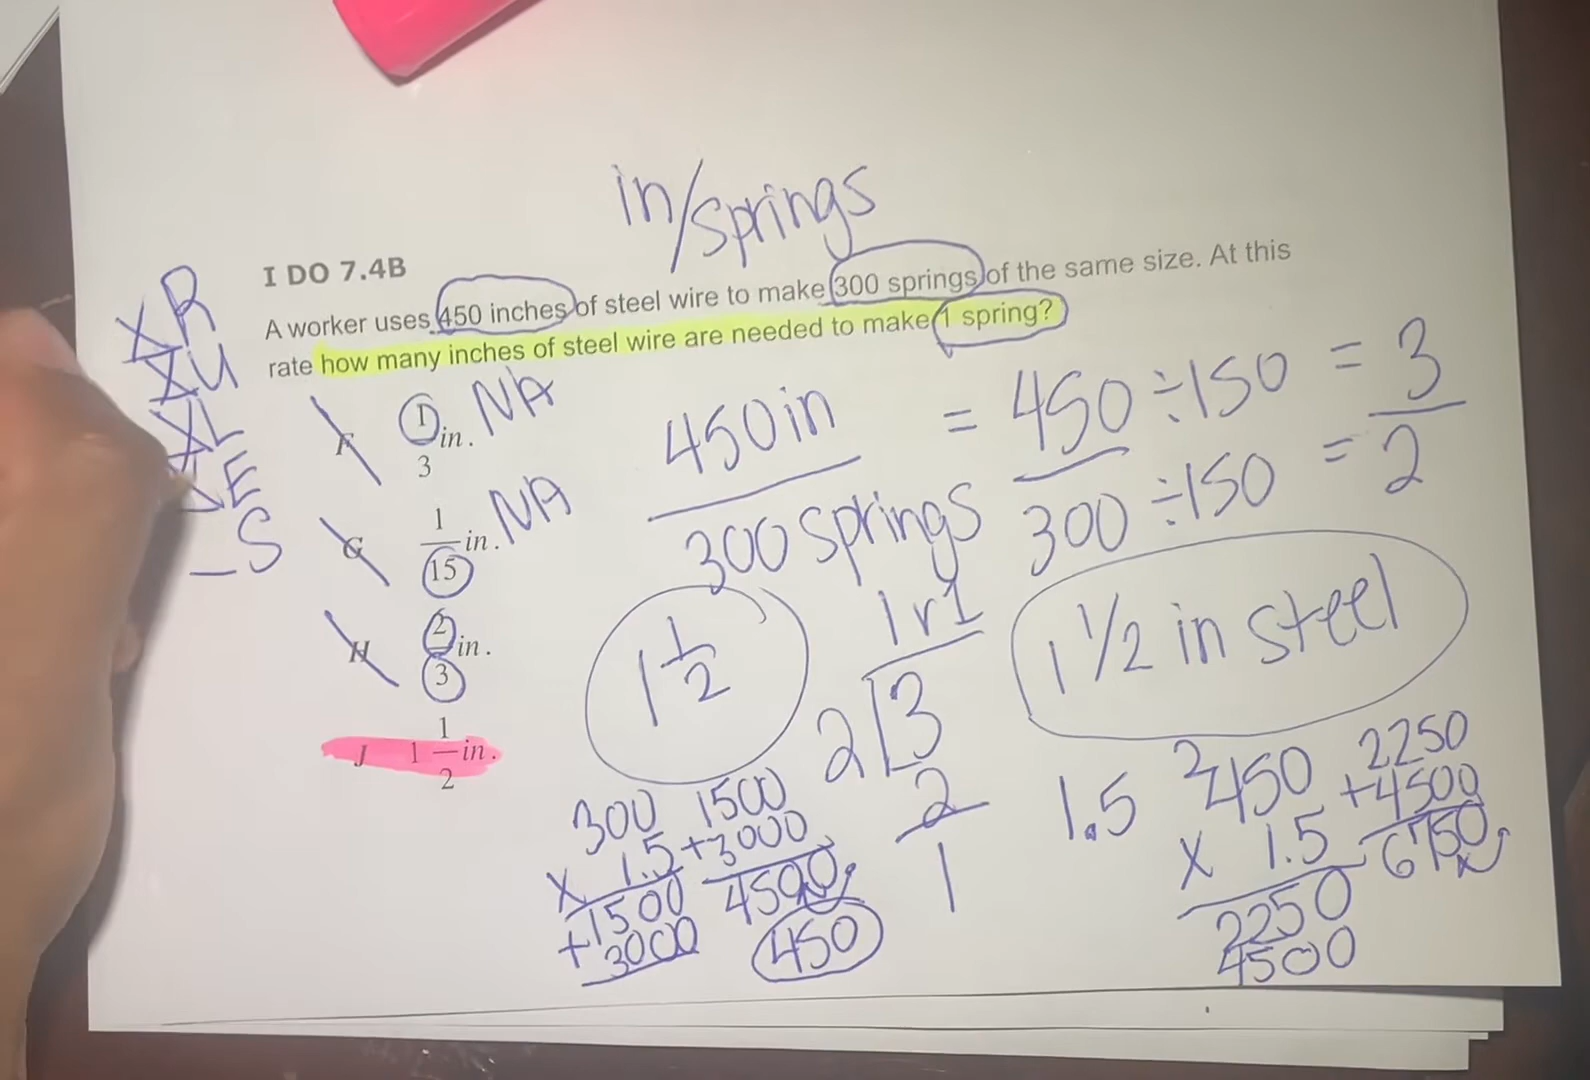 in/springs
I DO 7.4B
A worker uses 450 inches of steel wire to make 300 springs of the same size. At this
rate how many inches of steel wire are needed to make 1 spring?
X R
X U
X L
X E
_ S
F 1/3 in. NA
G 1/15 in. NA
H 2/3 in.
J 1 1/2 in.
450 in / 300 springs = 450 ÷ 150 / 300 ÷ 150 = 3 / 2
1 1/2
1 r 1
2 3
2
1
1 1/2 in steel
300
x 1.5
+1500
3000
1500
+3000
4500
450
1.5
2
450
x 1.5
2250
4500
2250
+4500
6750